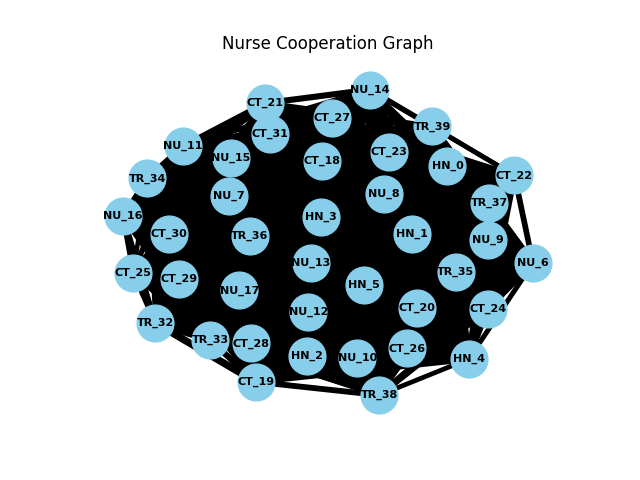 Nurse Cooperation Graph
NU_14
CT_21
CT_27
TR_39
CT_31
NU_11
CT_23
NU_15
CT_18
HN_0
CT_22
TR_34
NU_8
NU_7
TR_37
NU_16
HN_3
CT_30
TR_36
HN_1
NU_9
NU_13
NU_6
CT_25
TR_35
CT_29
HN_5
NU_17
CT_20
CT_24
NU_12
TR_32
TR_33
CT_28
CT_26
HN_2
NU_10
HN_4
CT_19
TR_38